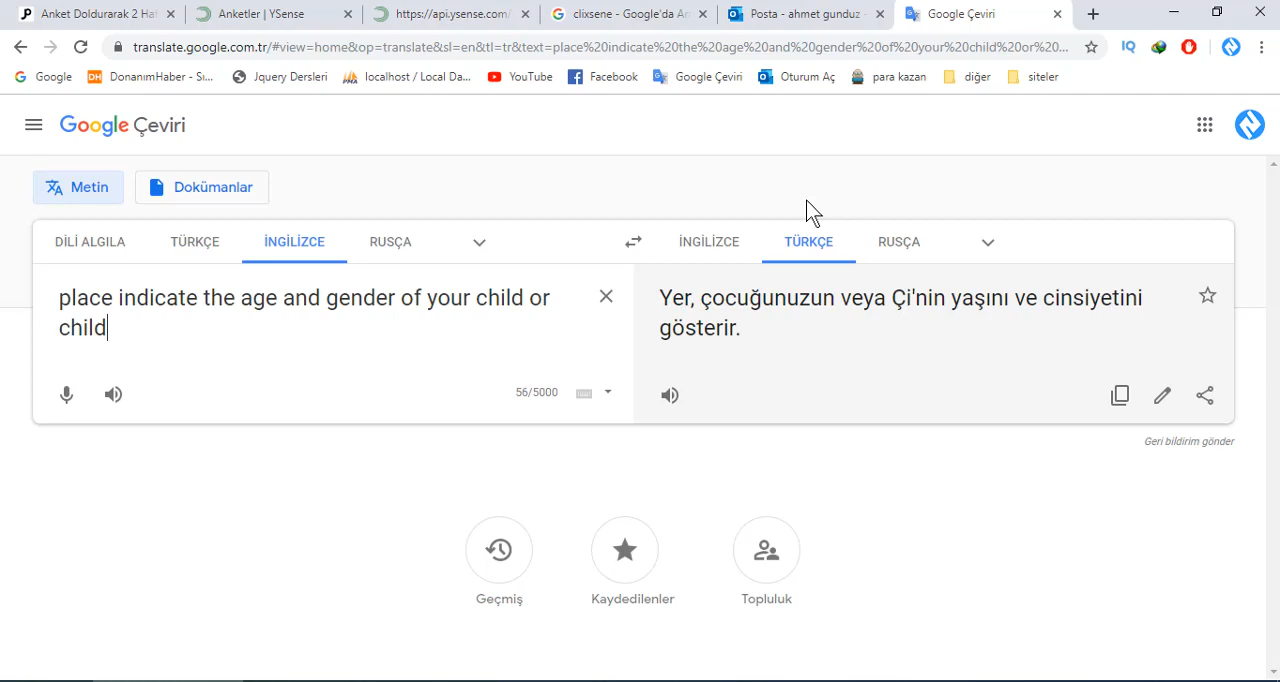 Anket Doldurarak 2 Haf
Anketler | YSense
https://api.ysense.com/
clixsene - Google'da Ar
Posta - ahmet gunduz -
Google Çeviri
translate.google.com.tr/#view=home&op=translate&sl=en&tl=tr&text=place%20indicate%20the%20age%20and%20gender%20of%20your%20child%20or%20...
IQ
Google
DH DonanımHaber - Sı...
Jquery Dersleri
PMA localhost / Local Da...
YouTube
Facebook
Google Çeviri
Oturum Aç
para kazan
diğer
siteler
Google Çeviri
Metin
Dokümanlar
DİLİ ALGILA
TÜRKÇE
İNGİLİZCE
RUSÇA
İNGİLİZCE
TÜRKÇE
RUSÇA
place indicate the age and gender of your child or
child
56/5000
Yer, çocuğunuzun veya Çi'nin yaşını ve cinsiyetini
gösterir.
Geri bildirim gönder
Geçmiş
Kaydedilenler
Topluluk